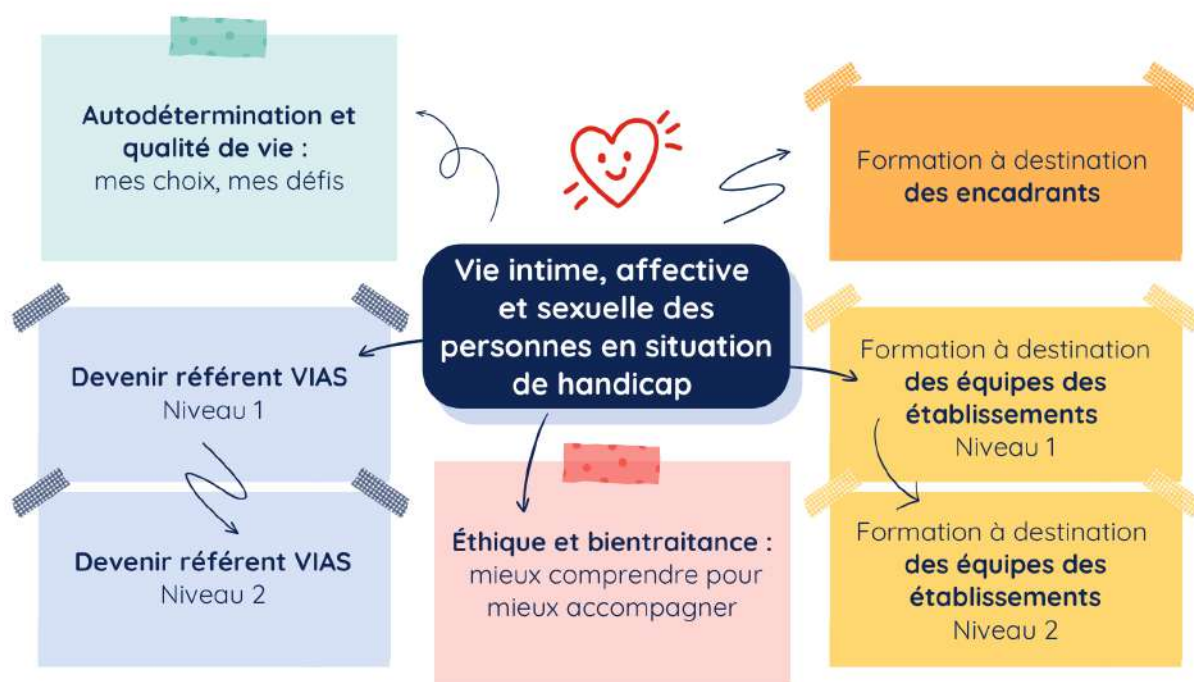 Autodétermination et
qualité de vie :
mes choix, mes défis
Formation à destination
des encadrants
Vie intime, affective
et sexuelle des
personnes en situation
de handicap
Devenir référent VIAS
Niveau 1
Formation à destination
des équipes des
établissements
Niveau 1
Devenir référent VIAS
Niveau 2
Éthique et bientraitance :
mieux comprendre pour
mieux accompagner
Formation à destination
des équipes des
établissements
Niveau 2